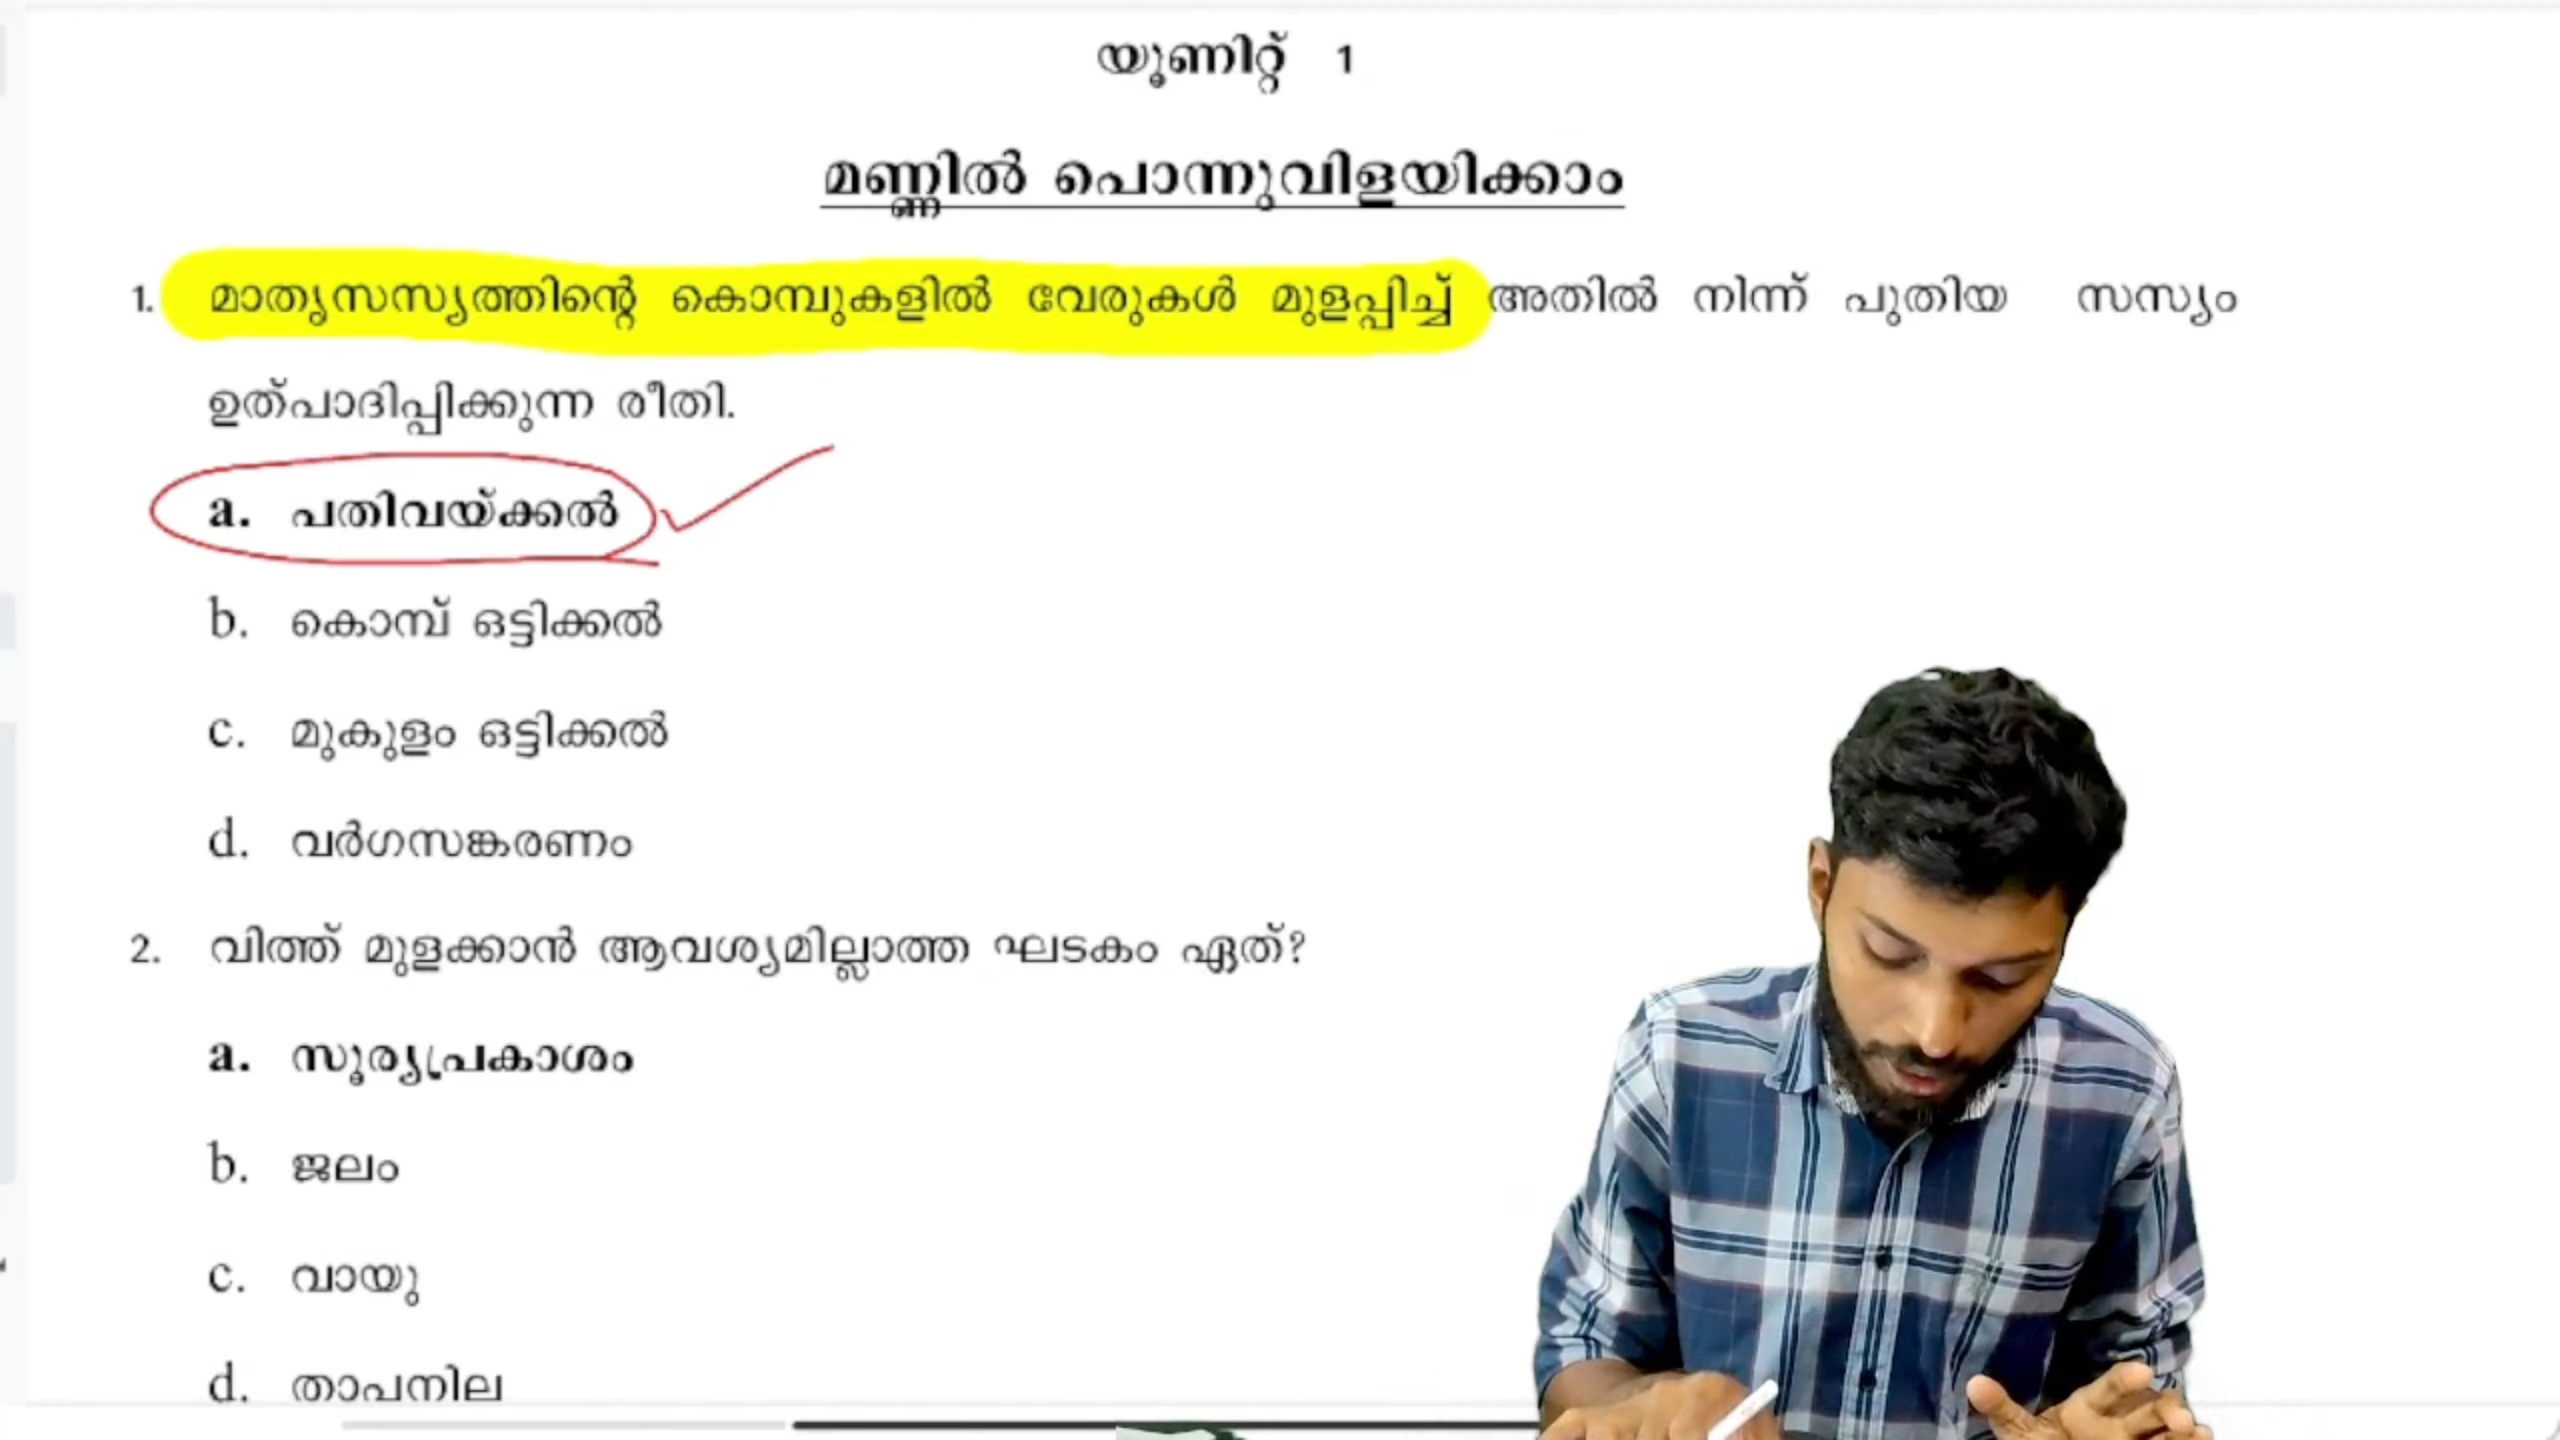 യൂണിറ്റ് 1
മണ്ണിൽ പൊന്നുവിളയിക്കാം
1. മാതൃസസ്യത്തിന്റെ കൊമ്പുകളിൽ വേരുകൾ മുളപ്പിച്ച് അതിൽ നിന്ന് പുതിയ സസ്യം
ഉത്പാദിപ്പിക്കുന്ന രീതി.
a. പതിവയ്ക്കൽ
b. കൊമ്പ് ഒട്ടിക്കൽ
c. മുകുളം ഒട്ടിക്കൽ
d. വർഗസങ്കരണം
2. വിത്ത് മുളക്കാൻ ആവശ്യമില്ലാത്ത ഘടകം ഏത്?
a. സൂര്യപ്രകാശം
b. ജലം
c. വായു
d. താപനില